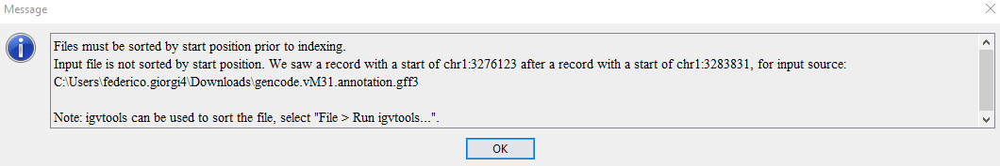 Message
Files must be sorted by start position prior to indexing.
Input file is not sorted by start position. We saw a record with a start of chr1:3276123 after a record with a start of chr1:3283831, for input source:
C:\Users\federico.giorgi4\Downloads\gencode.vM31.annotation.gff3
Note: igvtools can be used to sort the file, select "File > Run igvtools...".
OK